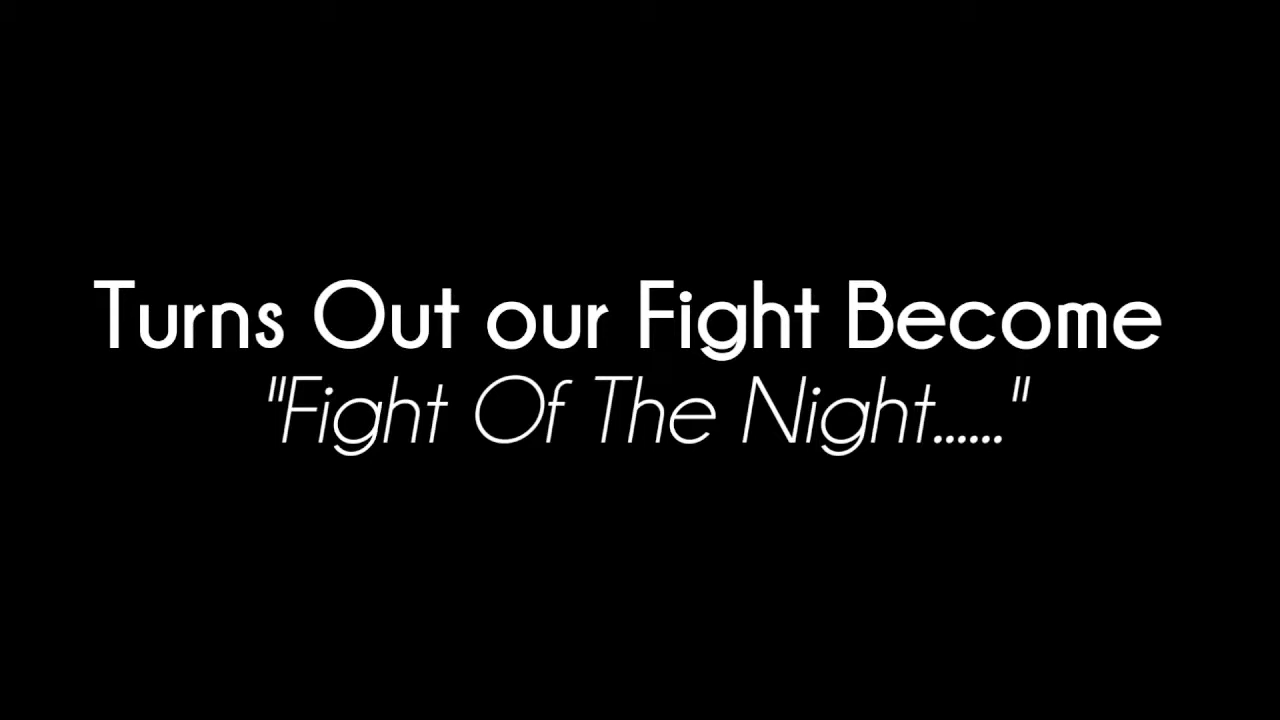 Turns Out our Fight Become
"Fight Of The Night......"